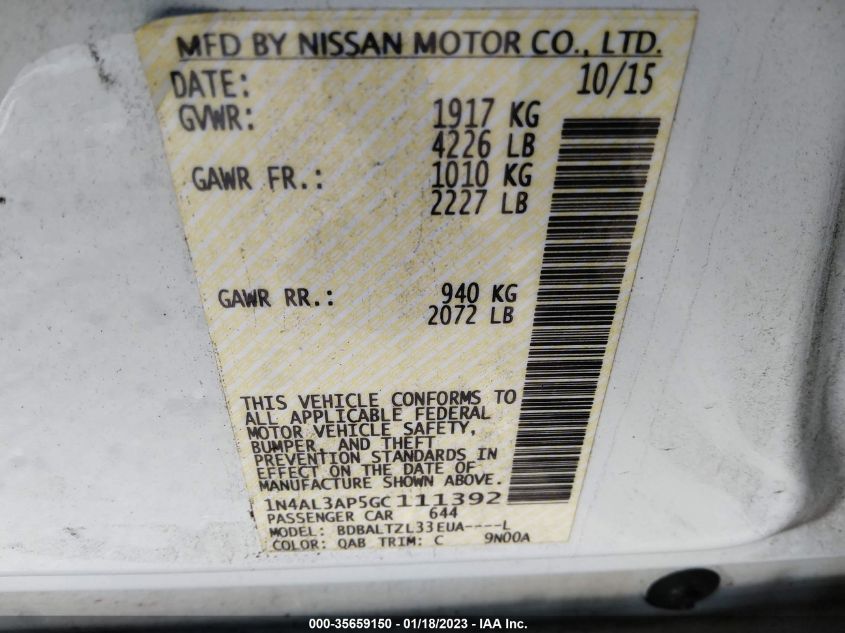 MFD BY NISSAN MOTOR CO., LTD.
DATE: 10/15
GVWR: 1917 KG
4226 LB
GAWR FR.: 1010 KG
2227 LB
GAWR RR.: 940 KG
2072 LB
THIS VEHICLE CONFORMS TO
ALL APPLICABLE FEDERAL
MOTOR VEHICLE SAFETY,
BUMPER, AND THEFT
PREVENTION STANDARDS IN
EFFECT ON THE DATE OF
MANUFACTURE SHOWN ABOVE.
1N4AL3AP5GC111392
PASSENGER CAR 644
MODEL: BDBALTZL33EUA----L
COLOR: QAB TRIM: C 9N00A
000-35659150 - 01/18/2023 - IAA Inc.